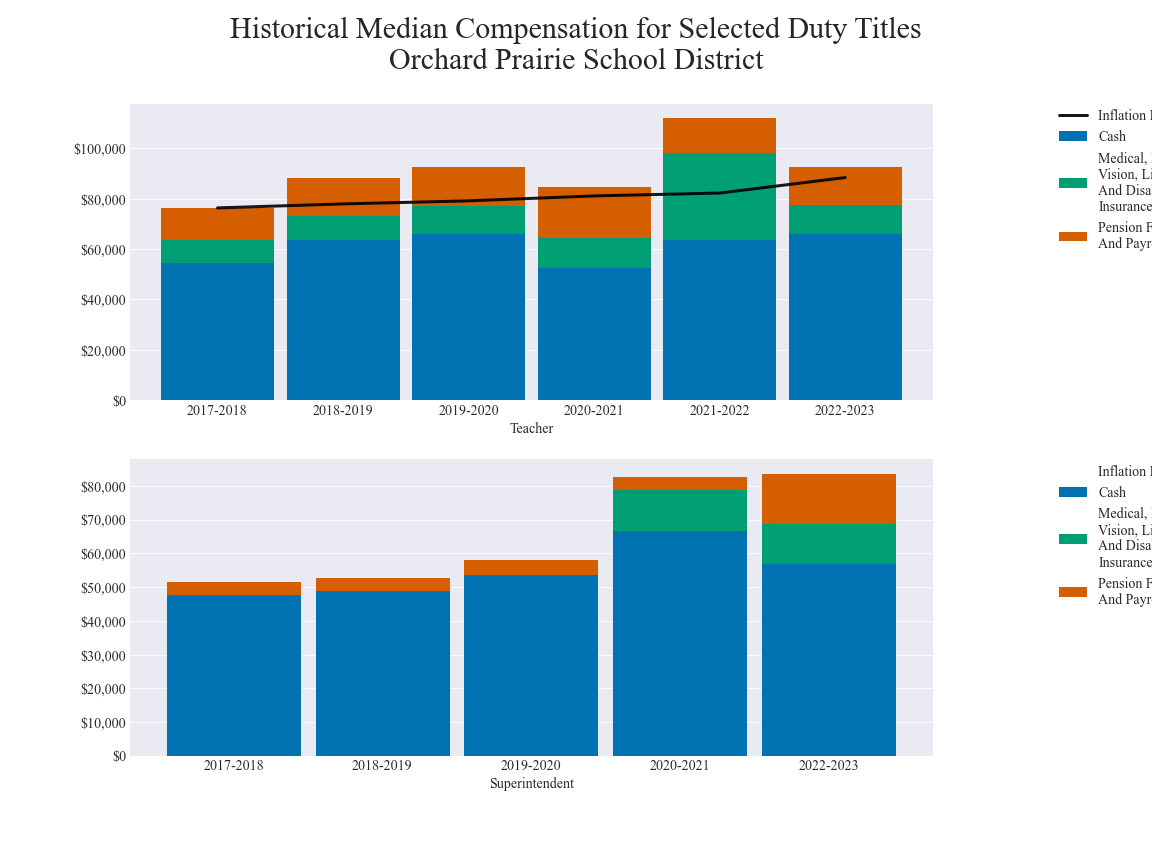 Historical Median Compensation for Selected Duty Titles
Orchard Prairie School District
$100,000
$80,000
$60,000
$40,000
$20,000
$0
2017-2018 2018-2019 2019-2020 2020-2021 2021-2022 2022-2023
Teacher
Inflation
Cash
Medical,
Vision,
And
Insurance
Pension
And
$80,000
$70,000
$60,000
$50,000
$40,000
$30,000
$20,000
$10,000
$0
2017-2018 2018-2019 2019-2020 2020-2021 2022-2023
Superintendent
Inflation
Cash
Medical,
Vision,
And
Insurance
Pension
And